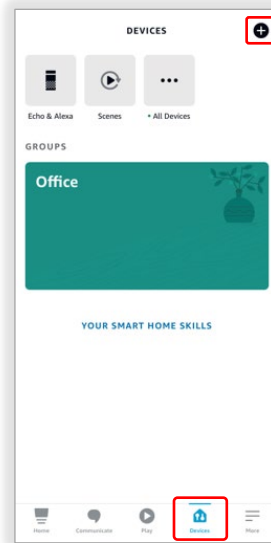 DEVICES
Echo & Alexa Scenes • All Devices
GROUPS
Office
YOUR SMART HOME SKILLS
Home Communicate Play Devices More